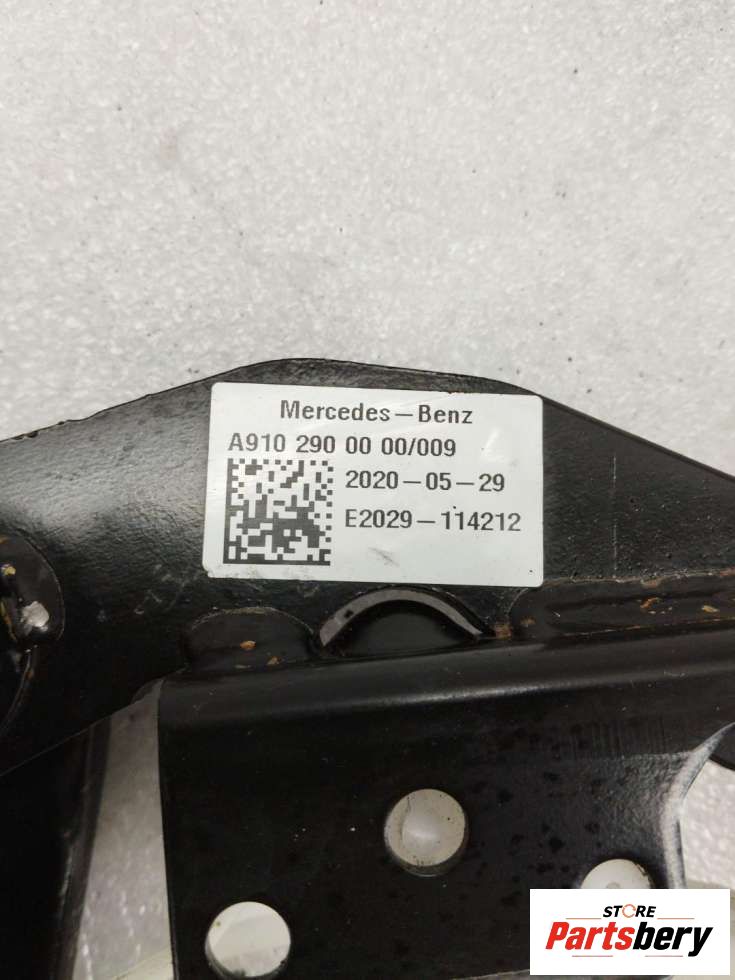 Mercedes-Benz
A910 290 00 00/009
2020-05-29
E2029-114212
STORE
Partsbery